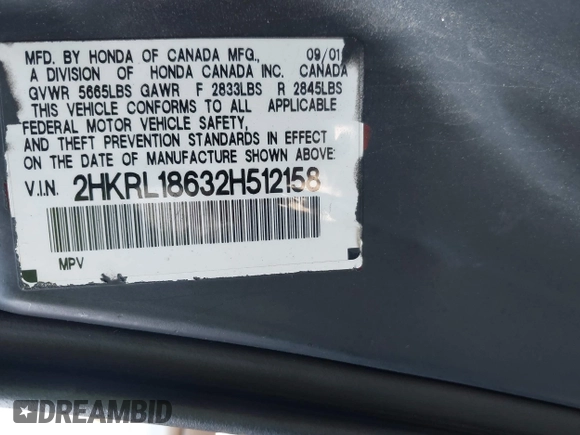 MFD. BY HONDA OF CANADA MFG., 09/01
A DIVISION OF HONDA CANADA INC. CANADA
GVWR 5665LBS GAWR F 2833LBS R 2845LBS
THIS VEHICLE CONFORMS TO ALL APPLICABLE
FEDERAL MOTOR VEHICLE SAFETY,
AND THEFT PREVENTION STANDARDS IN EFFECT
ON THE DATE OF MANUFACTURE SHOWN ABOVE:
V.I.N. 2HKRL18632H512158
MPV
DREAMBID